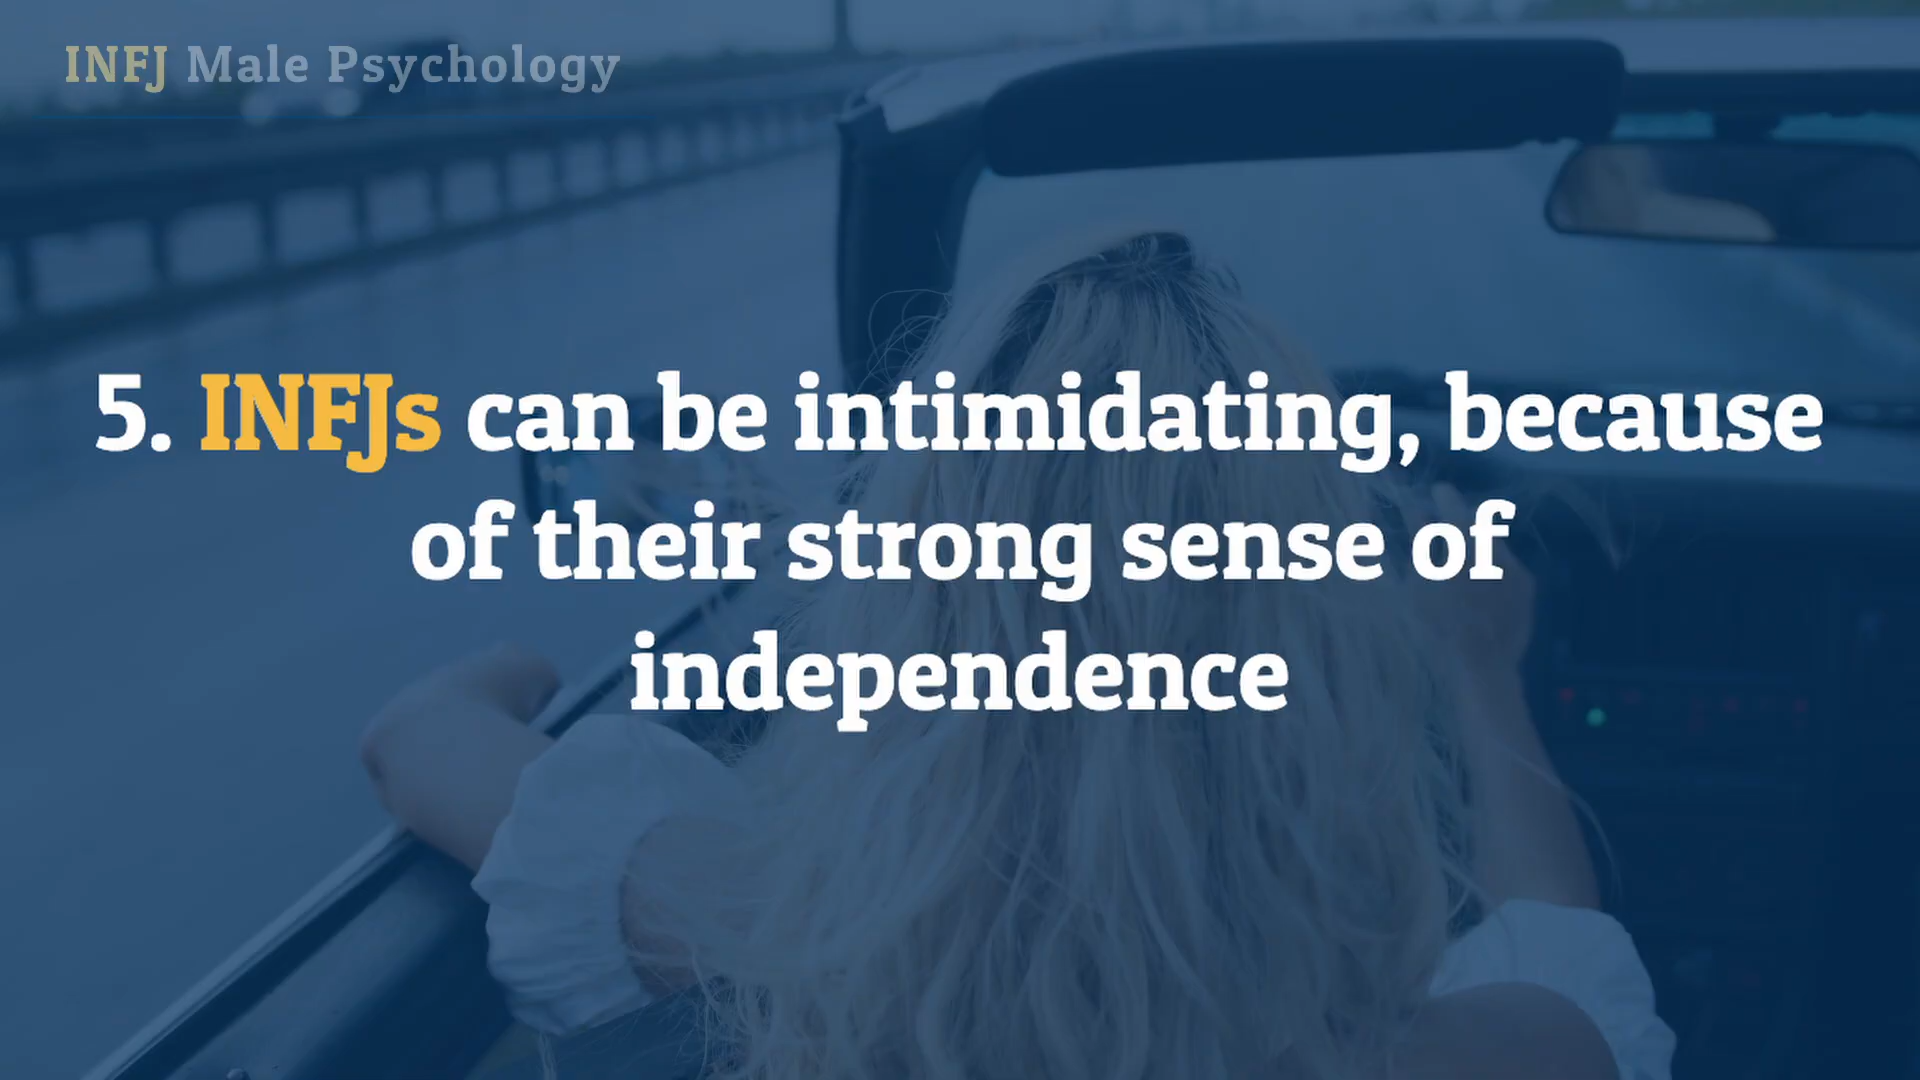 INFJ Male Psychology
5. INFJs can be intimidating, because
of their strong sense of
independence